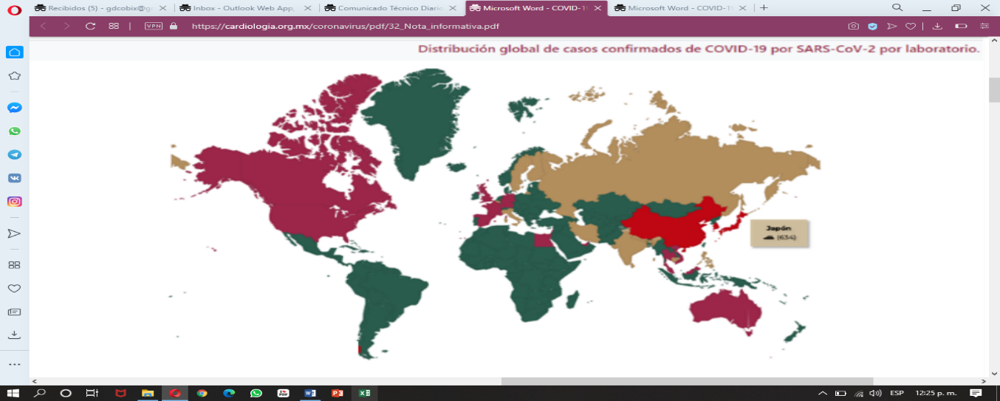 Recibidos (5) - gdcobix@g
Inbox - Outlook Web App,
Comunicado Técnico Diaric
Microsoft Word - COVID-1
Microsoft Word - COVID-1
VPN
https://cardiologia.org.mx/coronavirus/pdf/32_Nota_informativa.pdf
Distribución global de casos confirmados de COVID-19 por SARS-CoV-2 por laboratorio.
Japón
(634)
ESP
12:25 p. m.